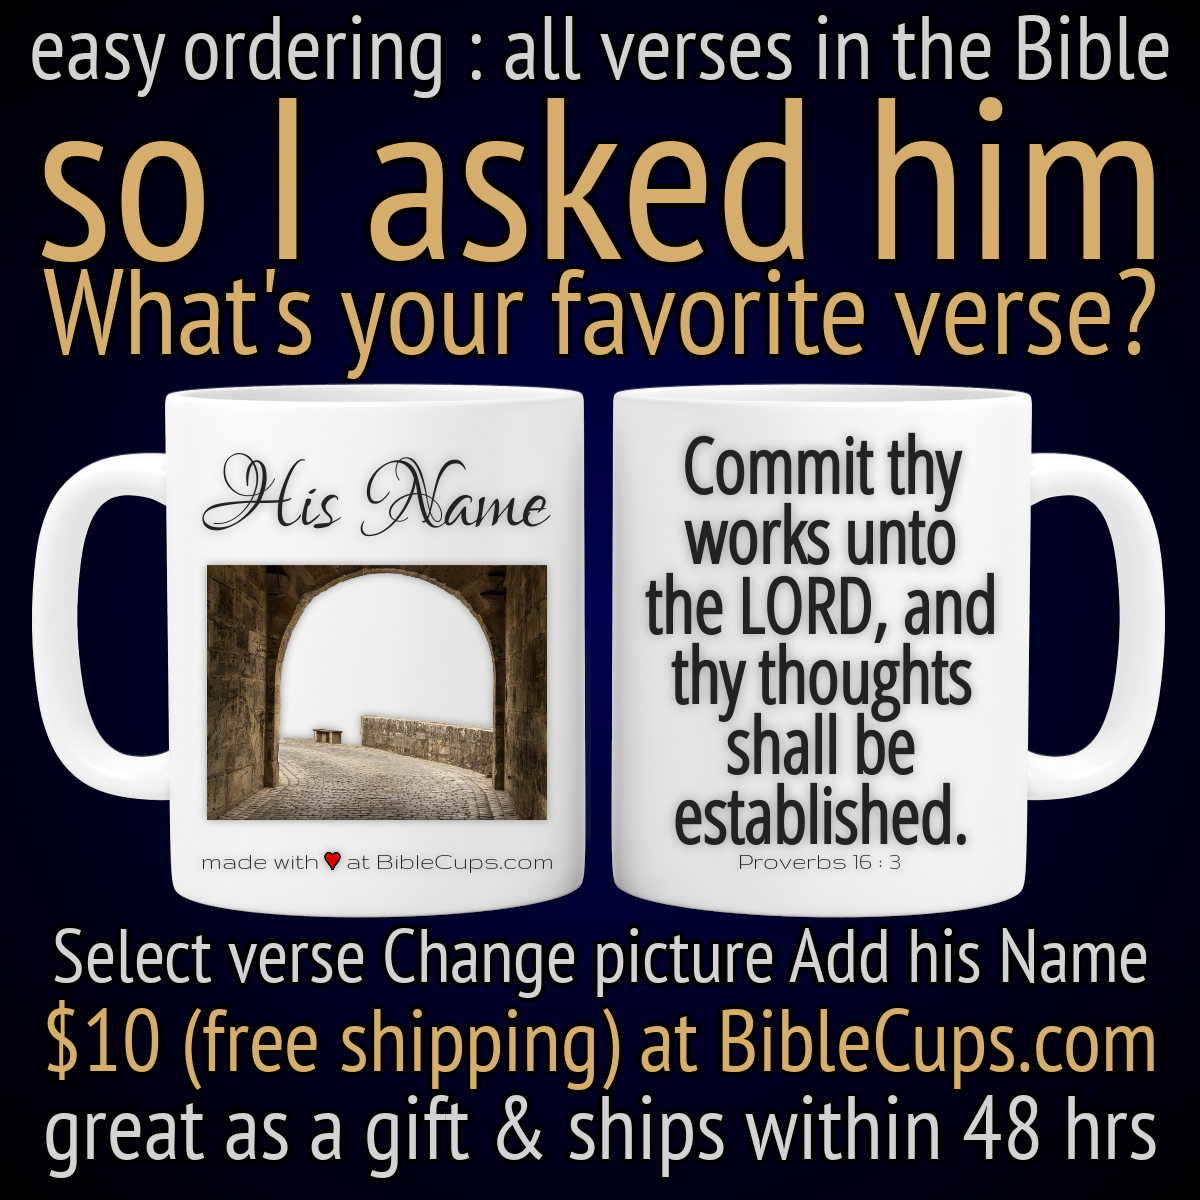 easy ordering : all verses in the Bible
so I asked him
What's your favorite verse?
His Name
made with ♥ at BibleCups.com
Commit thy
works unto
the LORD, and
thy thoughts
shall be
established.
Proverbs 16 : 3
Select verse Change picture Add his Name
$10 (free shipping) at BibleCups.com
great as a gift & ships within 48 hrs